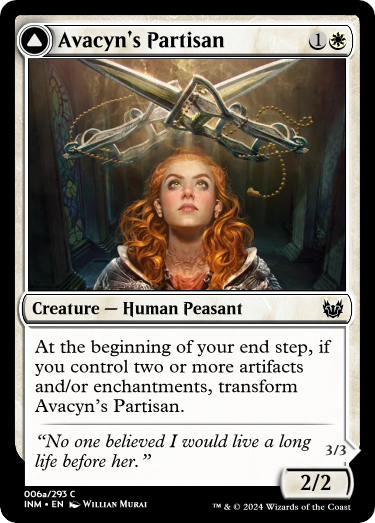 Avacyn's Partisan 1
Creature — Human Peasant
At the beginning of your end step, if
you control two or more artifacts
and/or enchantments, transform
Avacyn's Partisan.
“No one believed I would live a long
life before her.”
3/3
2/2
006a/293 C
INM • EN Willian Murai
™ & © 2024 Wizards of the Coast